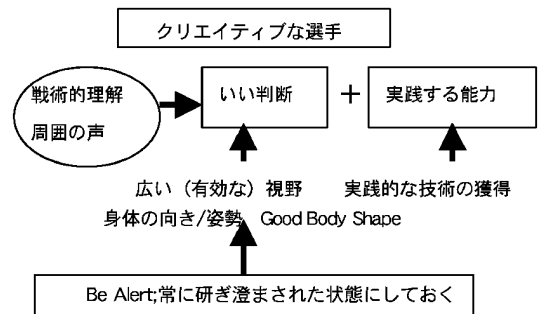 クリエイティブな選手
戦術的理解
周囲の声
いい判断
＋
実践する能力
広い（有効な）視野
実践的な技術の獲得
身体の向き/姿勢 Good Body Shape
Be Alert;常に研ぎ澄まされた状態にしておく